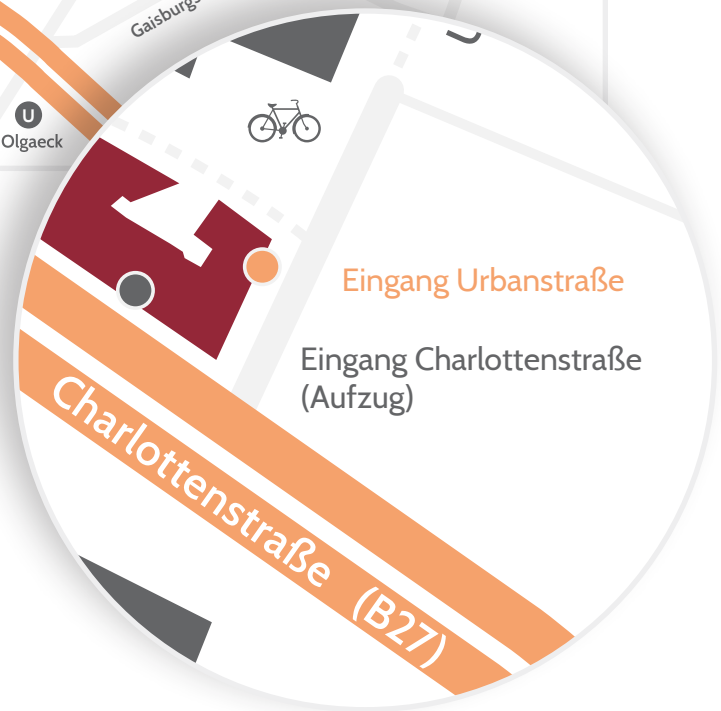 U
Olgaeck
Eingang Urbanstraße
Eingang Charlottenstraße
(Aufzug)
Charlottenstraße (B27)